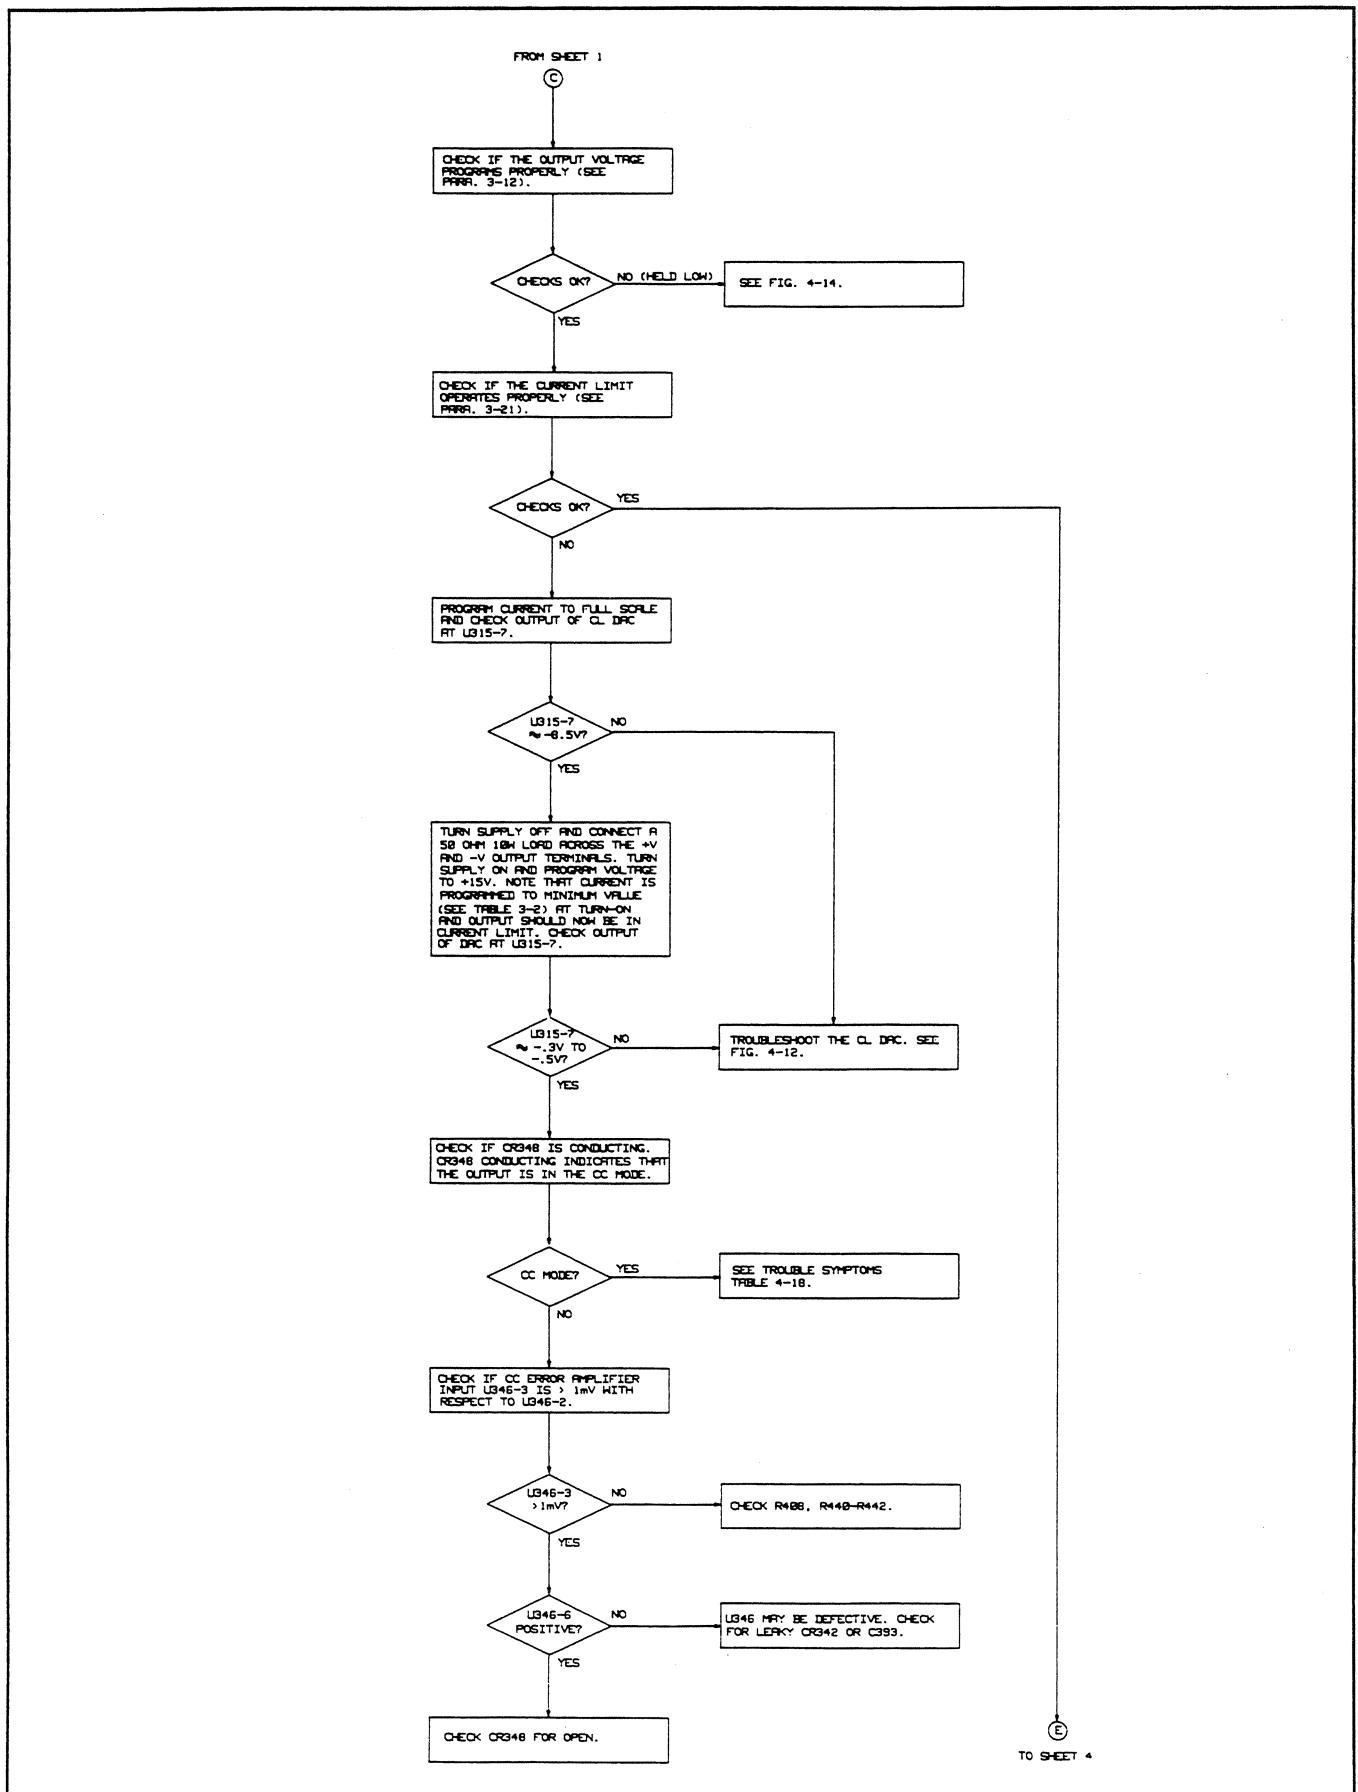 FROM SHEET 1
C
CHECK IF THE OUTPUT VOLTAGE
PROGRAMS PROPERLY (SEE
PARA. 3-12).
CHECKS OK?
NO (HELD LOW)
SEE FIG. 4-14.
YES
CHECK IF THE CURRENT LIMIT
OPERATES PROPERLY (SEE
PARA. 3-21).
CHECKS OK?
YES
NO
PROGRAM CURRENT TO FULL SCALE
AND CHECK OUTPUT OF CL DAC
AT U315-7.
U315-7
≈ -8.5V?
NO
YES
TURN SUPPLY OFF AND CONNECT A
50 OHM 10W LOAD ACROSS THE +V
AND -V OUTPUT TERMINALS. TURN
SUPPLY ON AND PROGRAM VOLTAGE
TO +15V. NOTE THAT CURRENT IS
PROGRAMMED TO MINIMUM VALUE
(SEE TABLE 3-2) AT TURN-ON
AND OUTPUT SHOULD NOW BE IN
CURRENT LIMIT. CHECK OUTPUT
OF DAC AT U315-7.
U315-7
≈ -.3V TO
-.5V?
NO
TROUBLESHOOT THE CL DAC. SEE
FIG. 4-12.
YES
CHECK IF CR348 IS CONDUCTING.
CR348 CONDUCTING INDICATES THAT
THE OUTPUT IS IN THE CC MODE.
CC MODE?
YES
SEE TROUBLE SYMPTOMS
TABLE 4-18.
NO
CHECK IF CC ERROR AMPLIFIER
INPUT U346-3 IS > 1mV WITH
RESPECT TO U346-2.
U346-3
>1mV?
NO
CHECK R408, R440-R442.
YES
U346-6
POSITIVE?
NO
U346 MAY BE DEFECTIVE. CHECK
FOR LEAKY CR342 OR C393.
YES
CHECK CR348 FOR OPEN.
E
TO SHEET 4